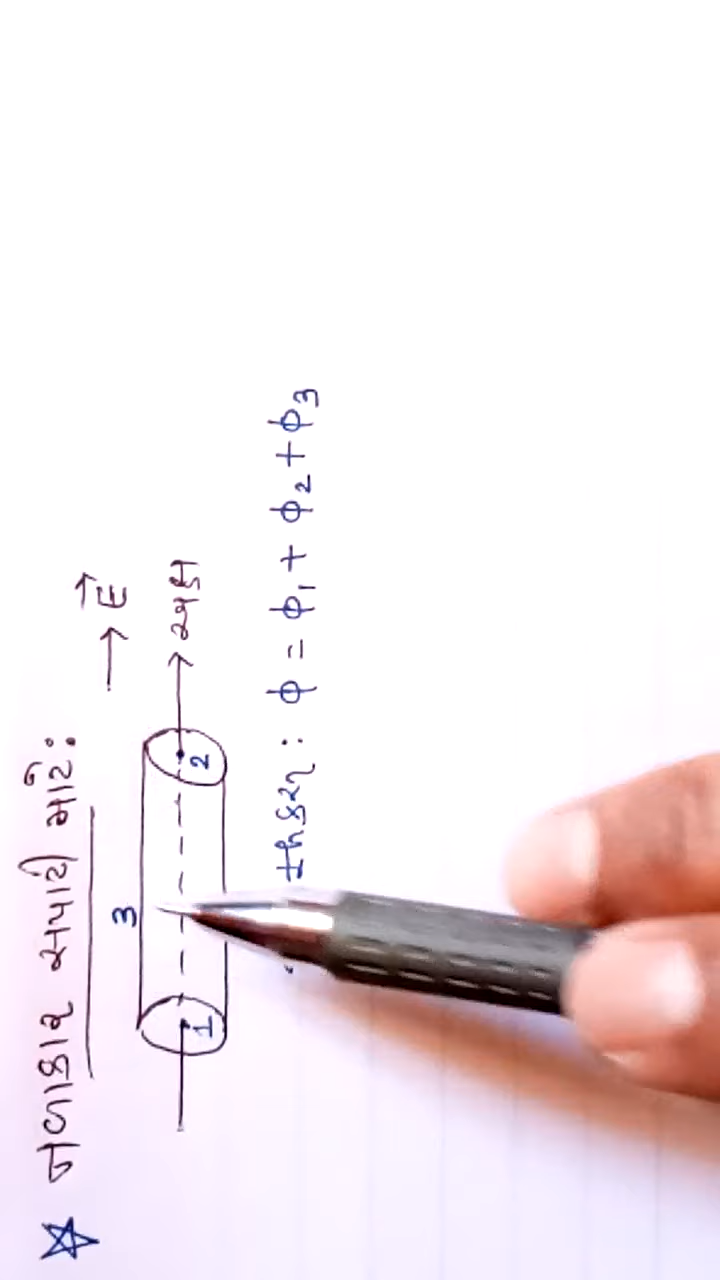 ☆ નળાકાર સપાટી માટે:
→ E⃗
3
1
2
અક્ષ
ફ્લક્સ: ϕ = ϕ₁ + ϕ₂ + ϕ₃